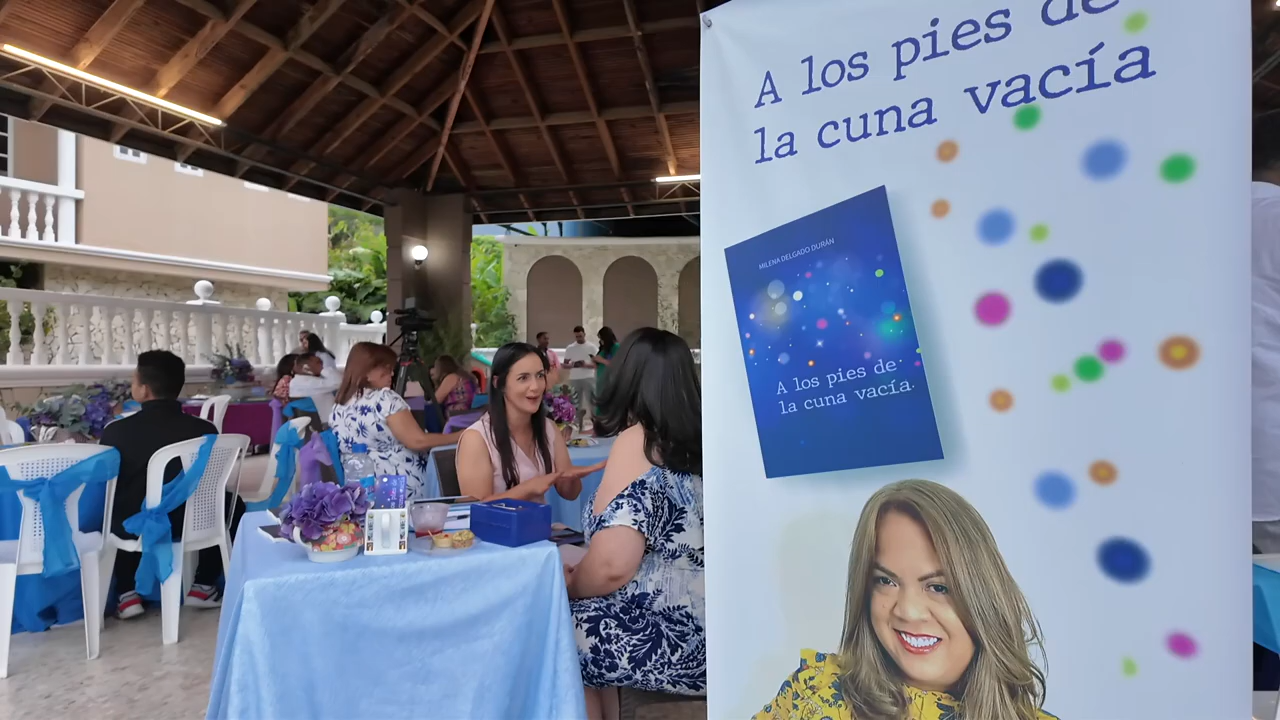 A los pies de
la cuna vacía
MILENA DELGADO DURÁN
A los pies de
la cuna vacía.